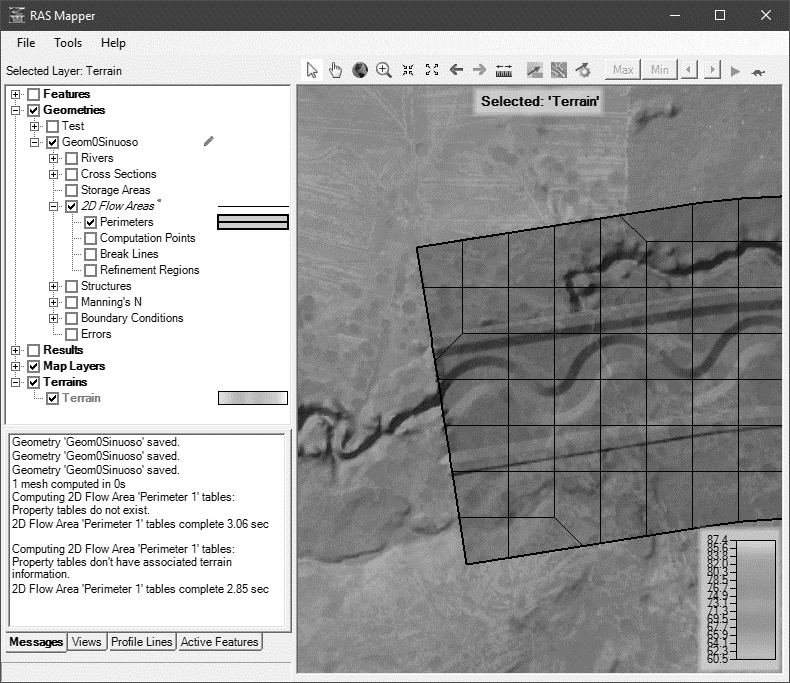 RAS Mapper
File Tools Help
Selected Layer: Terrain
Max Min
Features
Geometries
Test
Geom0Sinuoso
Rivers
Cross Sections
Storage Areas
2D Flow Areas
Perimeters
Computation Points
Break Lines
Refinement Regions
Structures
Manning's N
Boundary Conditions
Errors
Results
Map Layers
Terrains
Terrain
Geometry 'Geom0Sinuoso' saved.
Geometry 'Geom0Sinuoso' saved.
Geometry 'Geom0Sinuoso' saved.
1 mesh computed in 0s
Computing 2D Flow Area 'Perimeter 1' tables:
Property tables do not exist.
2D Flow Area 'Perimeter 1' tables complete 3.06 sec
Computing 2D Flow Area 'Perimeter 1' tables:
Property tables don't have associated terrain
information.
2D Flow Area 'Perimeter 1' tables complete 2.85 sec
Messages Views Profile Lines Active Features
Selected: 'Terrain'
87.4
85.6
83.8
82.0
80.3
78.5
76.7
74.9
73.1
71.3
69.5
67.7
65.9
64.1
62.3
60.5